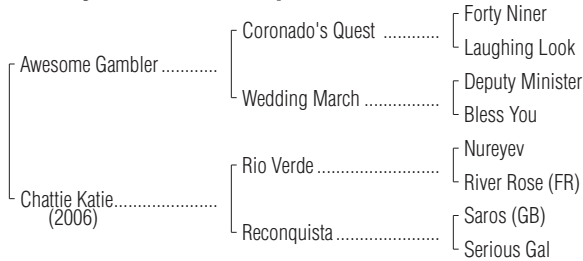 Forty Niner
Coronado's Quest ............
Laughing Look
Awesome Gambler ............
Deputy Minister
Wedding March ................
Bless You
Nureyev
Rio Verde ..........................
River Rose (FR)
Chattie Katie......................
(2006)
Saros (GB)
Reconquista ......................
Serious Gal